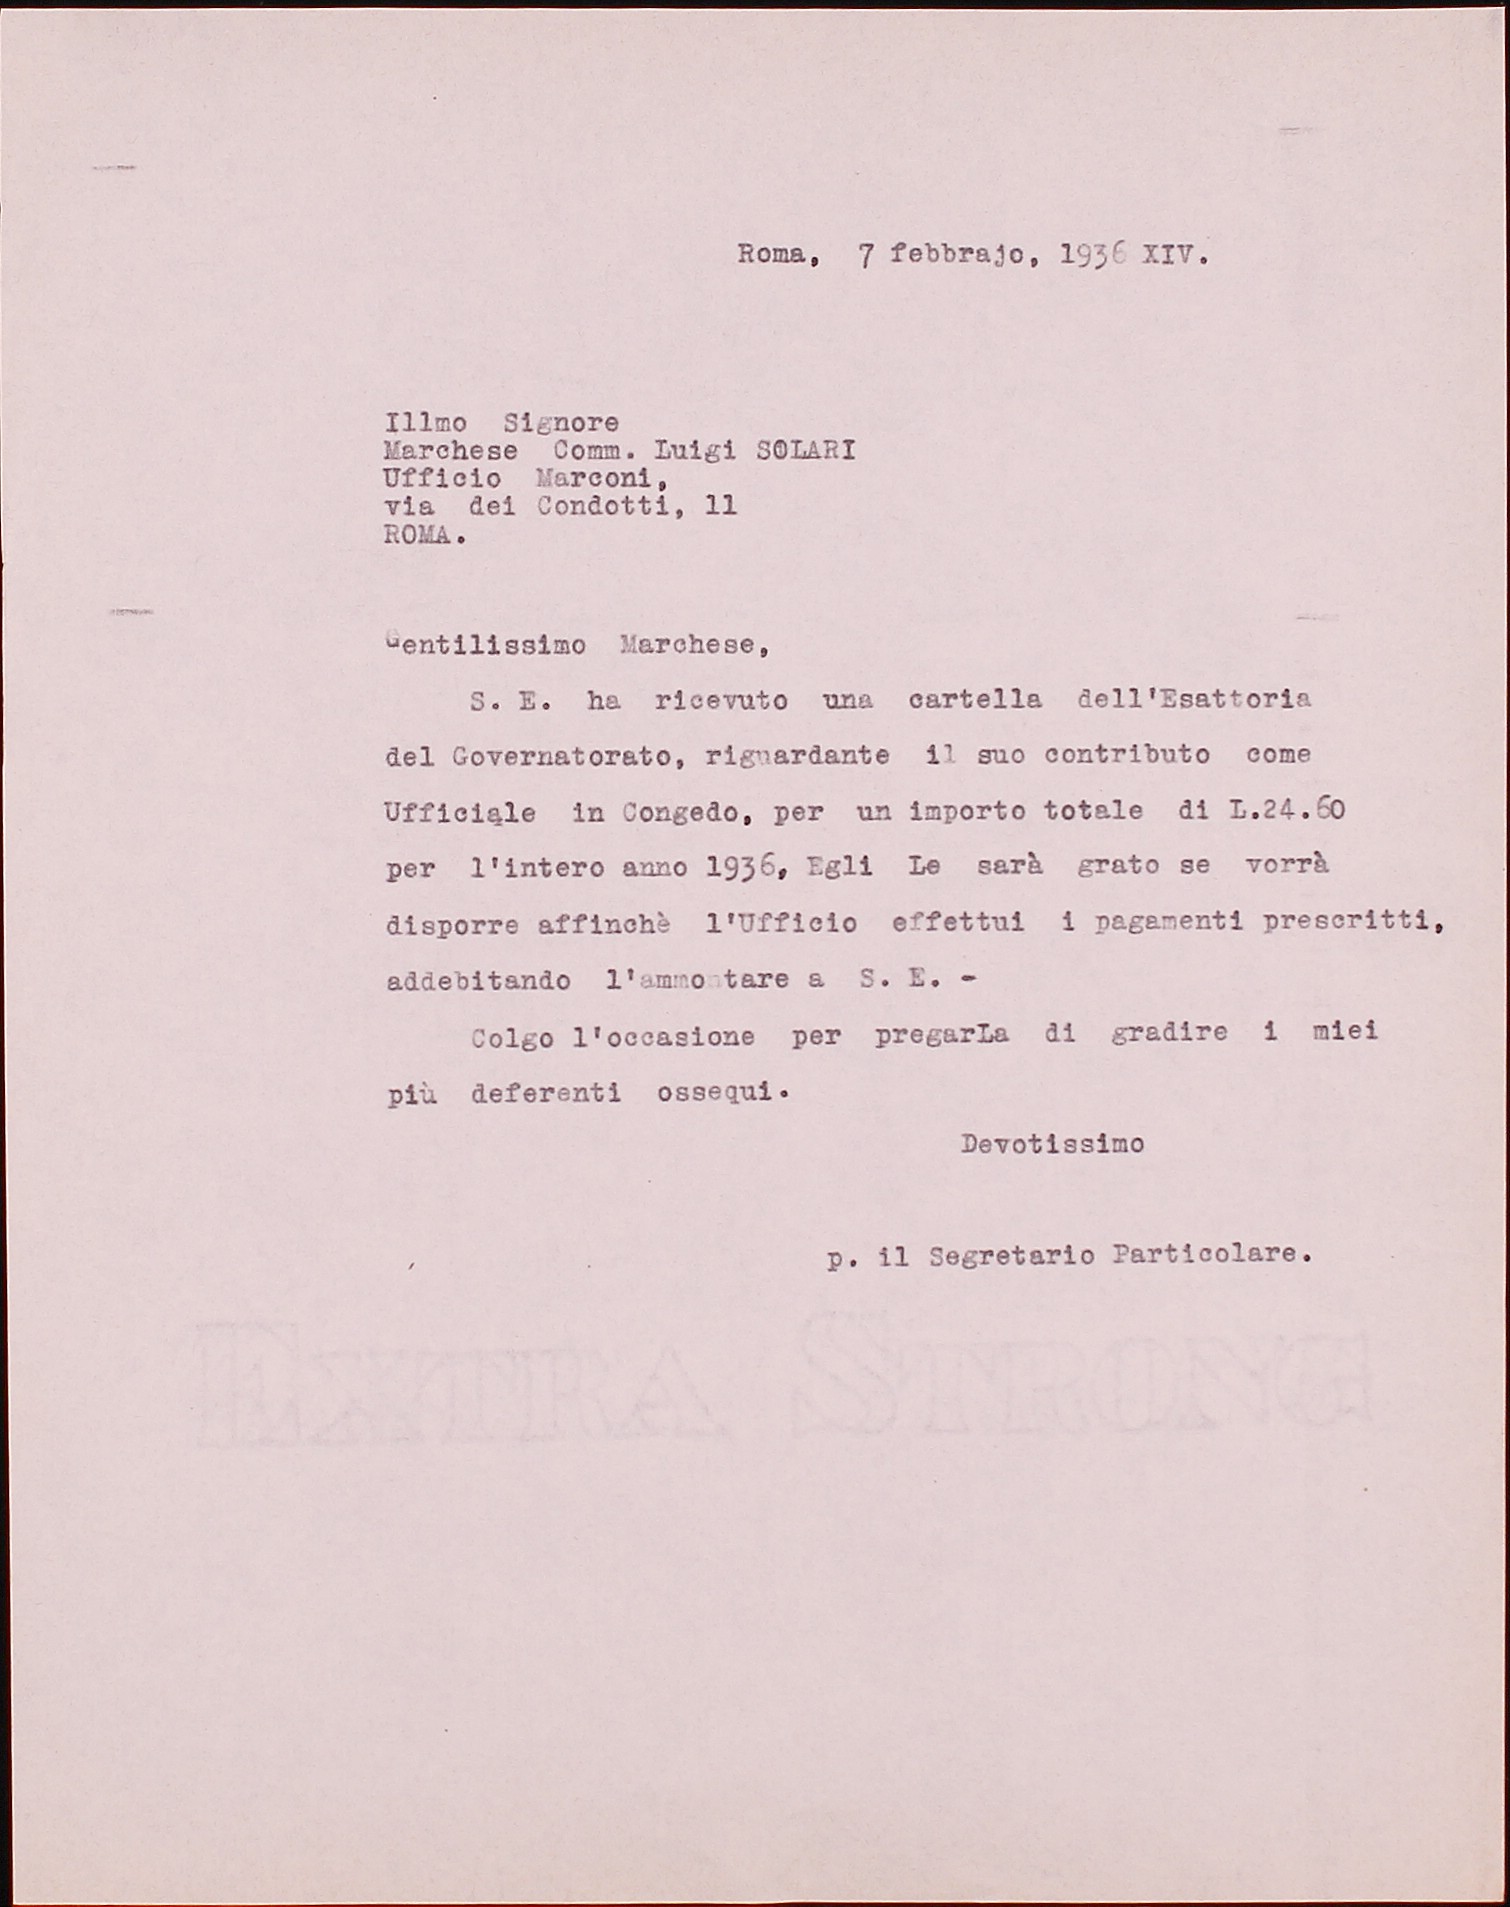 Roma, 7 febbrajo, 1936 XIV.
Illmo Signore
Marchese Comm. Luigi SOLARI
Ufficio Marconi,
via dei Condotti, 11
ROMA.
Gentilissimo Marchese,
S. E. ha ricevuto una cartella dell'Esattoria
del Governatorato, riguardante il suo contributo come
Ufficiale in Congedo, per un importo totale di L.24.60
per l'intero anno 1936, Egli Le sarà grato se vorrà
disporre affinchè l'Ufficio effettui i pagamenti prescritti,
addebitando l'ammontare a S. E. -
Colgo l'occasione per pregarLa di gradire i miei
più deferenti ossequi.
Devotissimo
p. il Segretario Particolare.
EXTRA STRONG